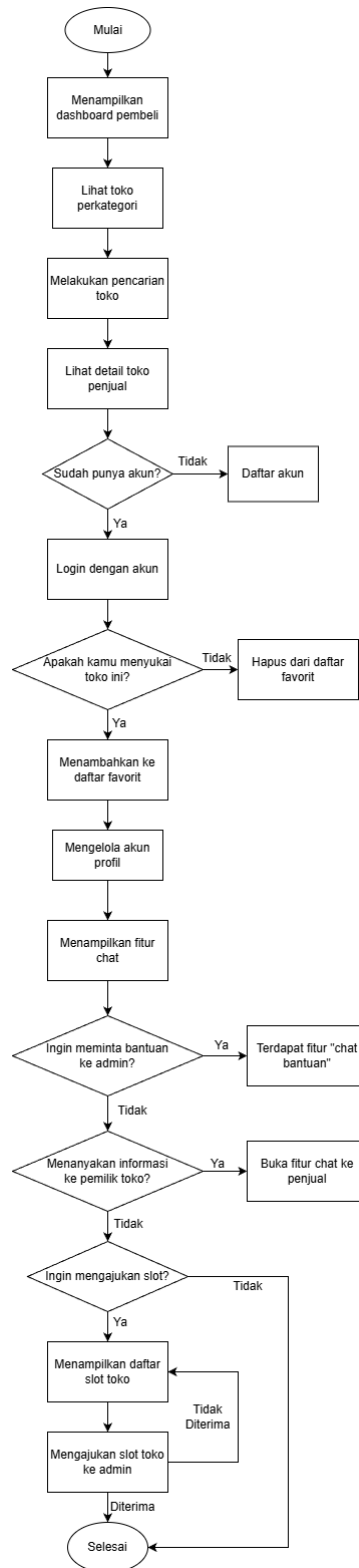 Mulai
Menampilkan
dashboard pembeli
Lihat toko
perkategori
Melakukan pencarian
toko
Lihat detail toko
penjual
Sudah punya akun?
Tidak
Daftar akun
Ya
Login dengan akun
Apakah kamu menyukai
toko ini?
Tidak
Hapus dari daftar
favorit
Ya
Menambahkan ke
daftar favorit
Mengelola akun
profil
Menampilkan fitur
chat
Ingin meminta bantuan
ke admin?
Ya
Terdapat fitur "chat
bantuan"
Tidak
Menanyakan informasi
ke pemilik toko?
Ya
Buka fitur chat ke
penjual
Tidak
Ingin mengajukan slot?
Tidak
Ya
Menampilkan daftar
slot toko
Tidak
Diterima
Mengajukan slot toko
ke admin
Diterima
Selesai